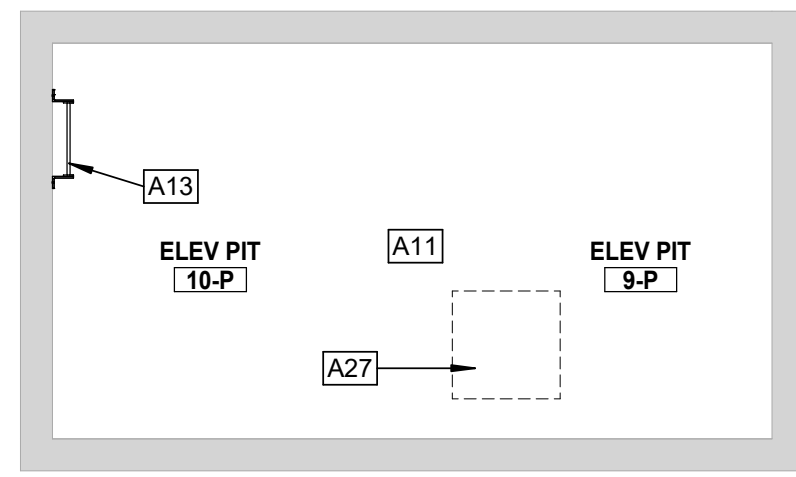 A13
ELEV PIT
10-P
A11
ELEV PIT
9-P
A27